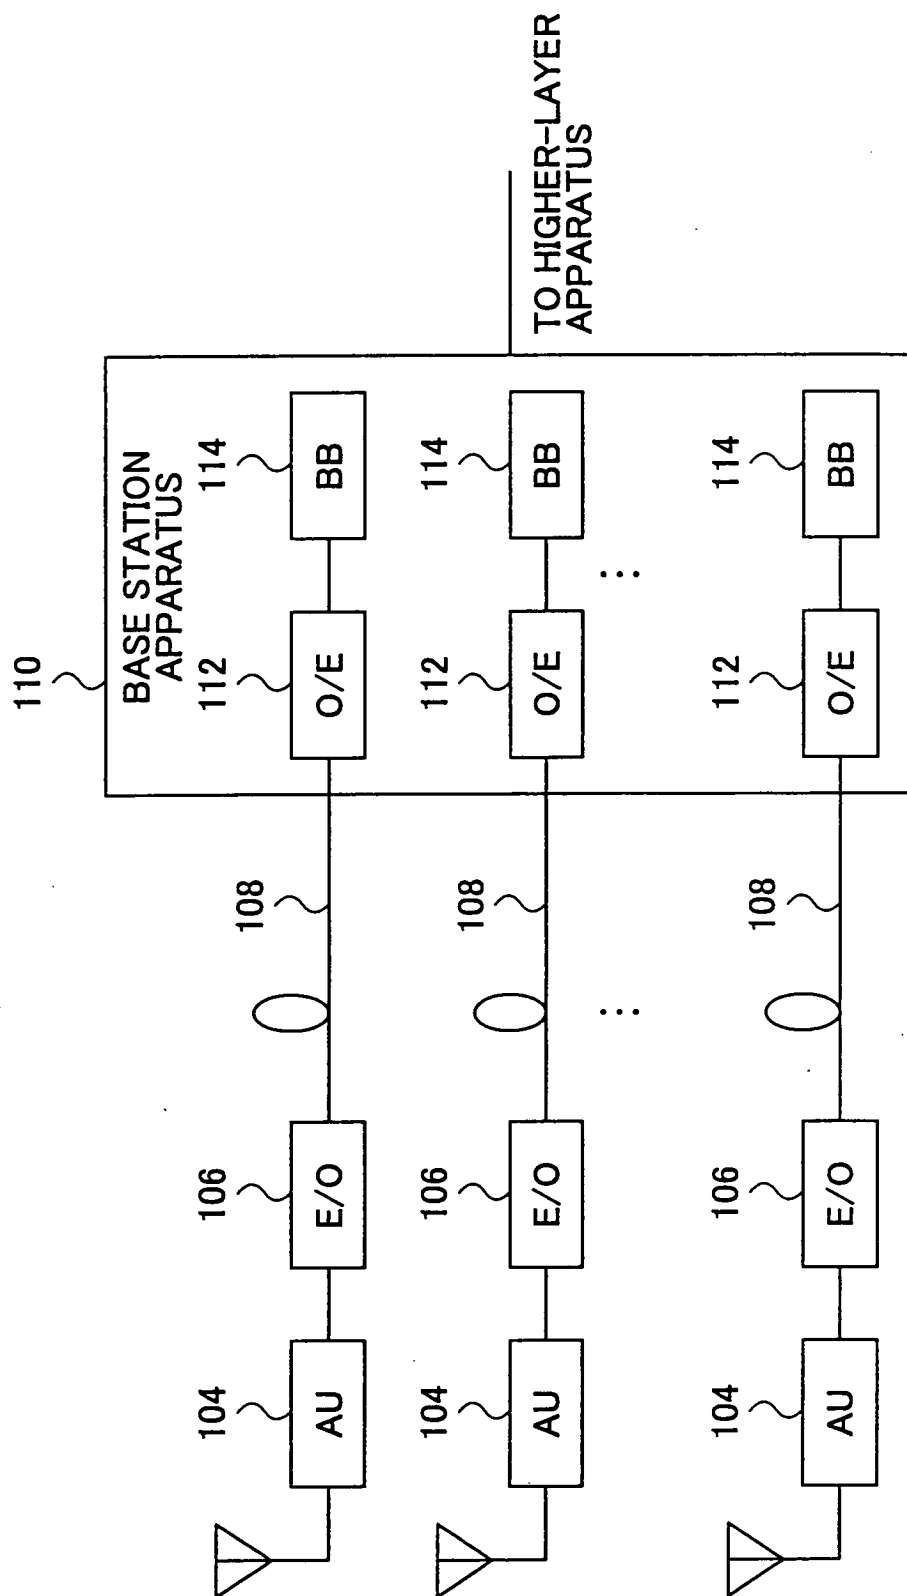 110
BASE STATION
APPARATUS
104
106
108
112
114
AU
E/O
O/E
BB
104
106
108
112
114
AU
E/O
O/E
BB
TO HIGHER-LAYER
APPARATUS
...
...
104
106
108
112
114
AU
E/O
O/E
BB